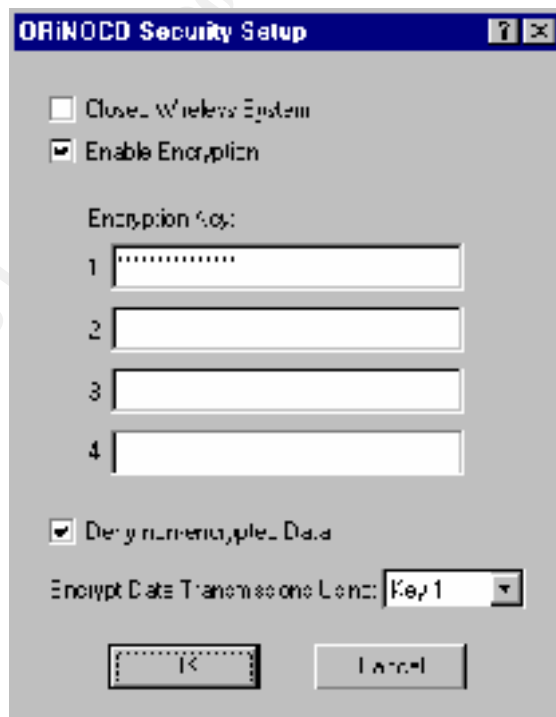 ORiNOCO Security Setup
Closed Wireless System
Enable Encryption
Encryption Key:
1 ***************
2
3
4
Deny non-encrypted Data
Encrypt Data Transmissions Using: Key 1
OK Cancel